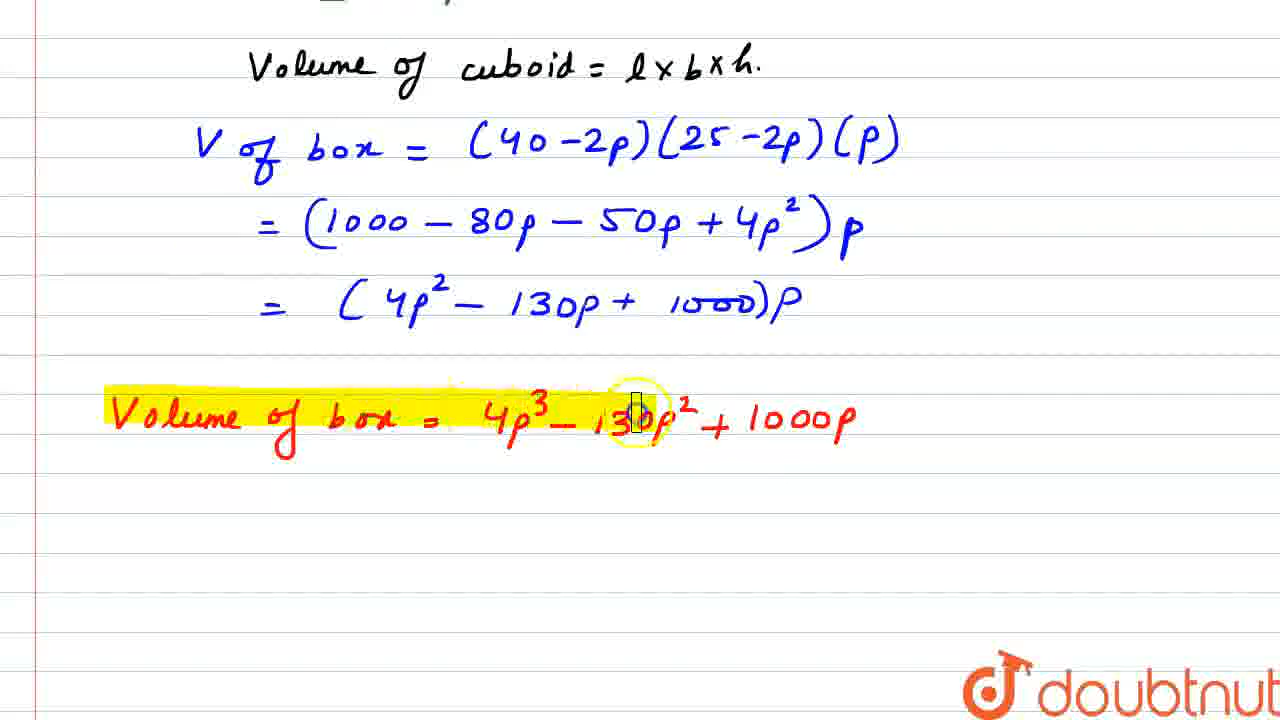 Volume of cuboid = l × b × h.
V of box = (40 - 2p)(25 - 2p)(p)
= (1000 - 80p - 50p + 4p²)p
= (4p² - 130p + 1000)p
Volume of box = 4p³ - 130p² + 1000p
doubtnut